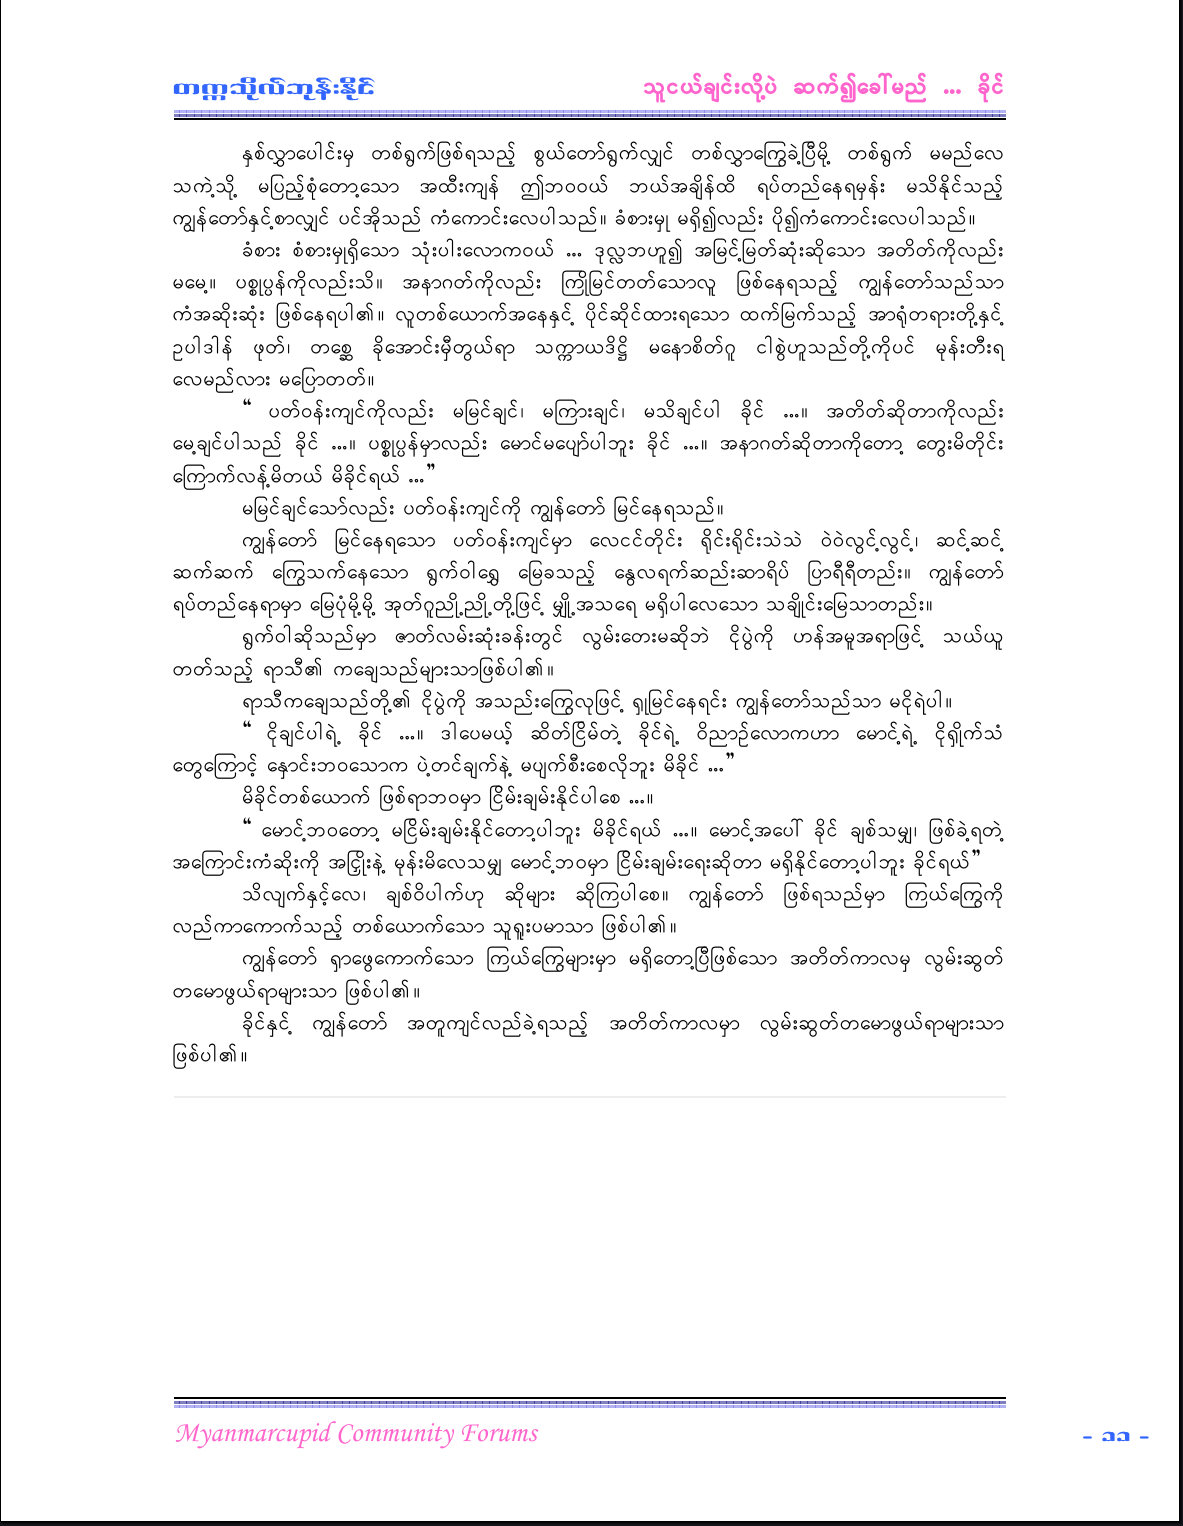 တက္ကသိုလ်ဘုန်းနိုင် သူငယ်ချင်းလို့ပဲ ဆက်၍ခေါ်မည် ... ခိုင်
နှစ်လွှာပေါင်းမှ တစ်ရွက်ဖြစ်ရသည့် စွယ်တော်ရွက်လျှင် တစ်လွှာကြွေခဲ့ပြီမို့ တစ်ရွက် မမည်လေ
သကဲ့သို့ မပြည့်စုံတော့သော အထီးကျန် ဤဘဝဝယ် ဘယ်အချိန်ထိ ရပ်တည်နေရမှန်း မသိနိုင်သည့်
ကျွန်တော်နှင့်စာလျှင် ပင်အိုသည် ကံကောင်းလေပါသည်။ ခံစားမှု မရှိ၍လည်း ပို၍ကံကောင်းလေပါသည်။
ခံစား စံစားမှုရှိသော သုံးပါးလောကဝယ် ... ဒုလ္လဘဟူ၍ အမြင့်မြတ်ဆုံးဆိုသော အတိတ်ကိုလည်း
မမေ့။ ပစ္စုပ္ပန်ကိုလည်းသိ။ အနာဂတ်ကိုလည်း ကြိုမြင်တတ်သောလူ ဖြစ်နေရသည့် ကျွန်တော်သည်သာ
ကံအဆိုးဆုံး ဖြစ်နေရပါ၏။ လူတစ်ယောက်အနေနှင့် ပိုင်ဆိုင်ထားရသော ထက်မြက်သည့် အာရုံတရားတို့နှင့်
ဥပါဒါန် ဖုတ်၊ တစ္ဆေ ခိုအောင်းမှီတွယ်ရာ သက္ကာယဒိဋ္ဌိ မနောစိတ်ဂူ ငါစွဲဟူသည်တို့ကိုပင် မုန်းတီးရ
လေမည်လား မပြောတတ်။
“ ပတ်ဝန်းကျင်ကိုလည်း မမြင်ချင်၊ မကြားချင်၊ မသိချင်ပါ ခိုင် ...။ အတိတ်ဆိုတာကိုလည်း
မေ့ချင်ပါသည် ခိုင် ...။ ပစ္စုပ္ပန်မှာလည်း မောင်မပျော်ပါဘူး ခိုင် ...။ အနာဂတ်ဆိုတာကိုတော့ တွေးမိတိုင်း
ကြောက်လန့်မိတယ် မိခိုင်ရယ် ...”
မမြင်ချင်သော်လည်း ပတ်ဝန်းကျင်ကို ကျွန်တော် မြင်နေရသည်။
ကျွန်တော် မြင်နေရသော ပတ်ဝန်းကျင်မှာ လေငင်တိုင်း ရိုင်းရိုင်းသဲသဲ ဝဲဝဲလွင့်လွင့်၊ ဆင့်ဆင့်
ဆက်ဆက် ကြွေသက်နေသော ရွက်ဝါရွှေ မြေခသည့် နွေလရက်ဆည်းဆာရိပ် ပြာရီရီတည်း။ ကျွန်တော်
ရပ်တည်နေရာမှာ မြေပုံမို့မို့ အုတ်ဂူညို့ညို့တို့ဖြင့် မျှို့အသရေ မရှိပါလေသော သချိုင်းမြေသာတည်း။
ရွက်ဝါဆိုသည်မှာ ဇာတ်လမ်းဆုံးခန်းတွင် လွမ်းတေးမဆိုဘဲ ငိုပွဲကို ဟန်အမူအရာဖြင့် သယ်ယူ
တတ်သည့် ရာသီ၏ ကချေသည်များသာဖြစ်ပါ၏။
ရာသီကချေသည်တို့၏ ငိုပွဲကို အသည်းကြွေလုဖြင့် ရှုမြင်နေရင်း ကျွန်တော်သည်သာ မငိုရဲပါ။
“ ငိုချင်ပါရဲ့ ခိုင် ...။ ဒါပေမယ့် ဆိတ်ငြိမ်တဲ့ ခိုင်ရဲ့ ဝိညာဉ်လောကဟာ မောင့်ရဲ့ ငိုရှိုက်သံ
တွေကြောင့် နှောင်းဘဝသောက ပဲ့တင်ချက်နဲ့ မပျက်စီးစေလိုဘူး မိခိုင် ...”
မိခိုင်တစ်ယောက် ဖြစ်ရာဘဝမှာ ငြိမ်းချမ်းနိုင်ပါစေ ...။
“ မောင့်ဘဝတော့ မငြိမ်းချမ်းနိုင်တော့ပါဘူး မိခိုင်ရယ် ...။ မောင့်အပေါ် ခိုင် ချစ်သမျှ၊ ဖြစ်ခဲ့ရတဲ့
အကြောင်းကံဆိုးကို အငြှိုးနဲ့ မုန်းမိလေသမျှ မောင့်ဘဝမှာ ငြိမ်းချမ်းရေးဆိုတာ မရှိနိုင်တော့ပါဘူး ခိုင်ရယ်”
သိလျက်နှင့်လေ၊ ချစ်ဝိပါက်ဟု ဆိုများ ဆိုကြပါစေ။ ကျွန်တော် ဖြစ်ရသည်မှာ ကြယ်ကြွေကို
လည်ကာကောက်သည့် တစ်ယောက်သော သူရူးပမာသာ ဖြစ်ပါ၏။
ကျွန်တော် ရှာဖွေကောက်သော ကြယ်ကြွေများမှာ မရှိတော့ပြီဖြစ်သော အတိတ်ကာလမှ လွမ်းဆွတ်
တမောဖွယ်ရာများသာ ဖြစ်ပါ၏။
ခိုင်နှင့် ကျွန်တော် အတူကျင်လည်ခဲ့ရသည့် အတိတ်ကာလမှာ လွမ်းဆွတ်တမောဖွယ်ရာများသာ
ဖြစ်ပါ၏။
Myanmarcupid Community Forums - ၁၁ -